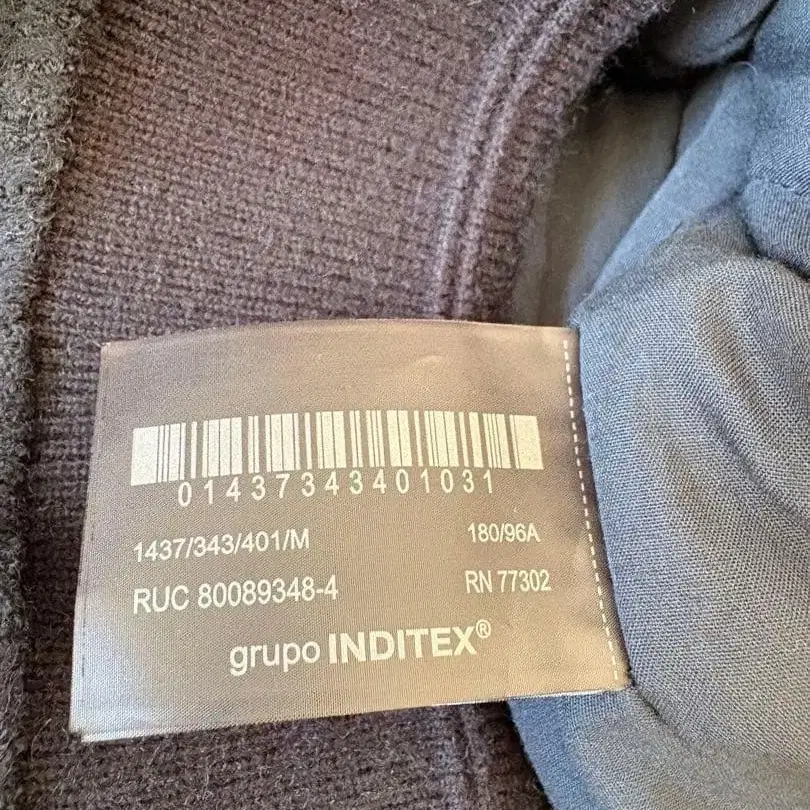 01437343401031
1437/343/401/M 180/96A
RUC 80089348-4 RN 77302
grupo INDITEX®